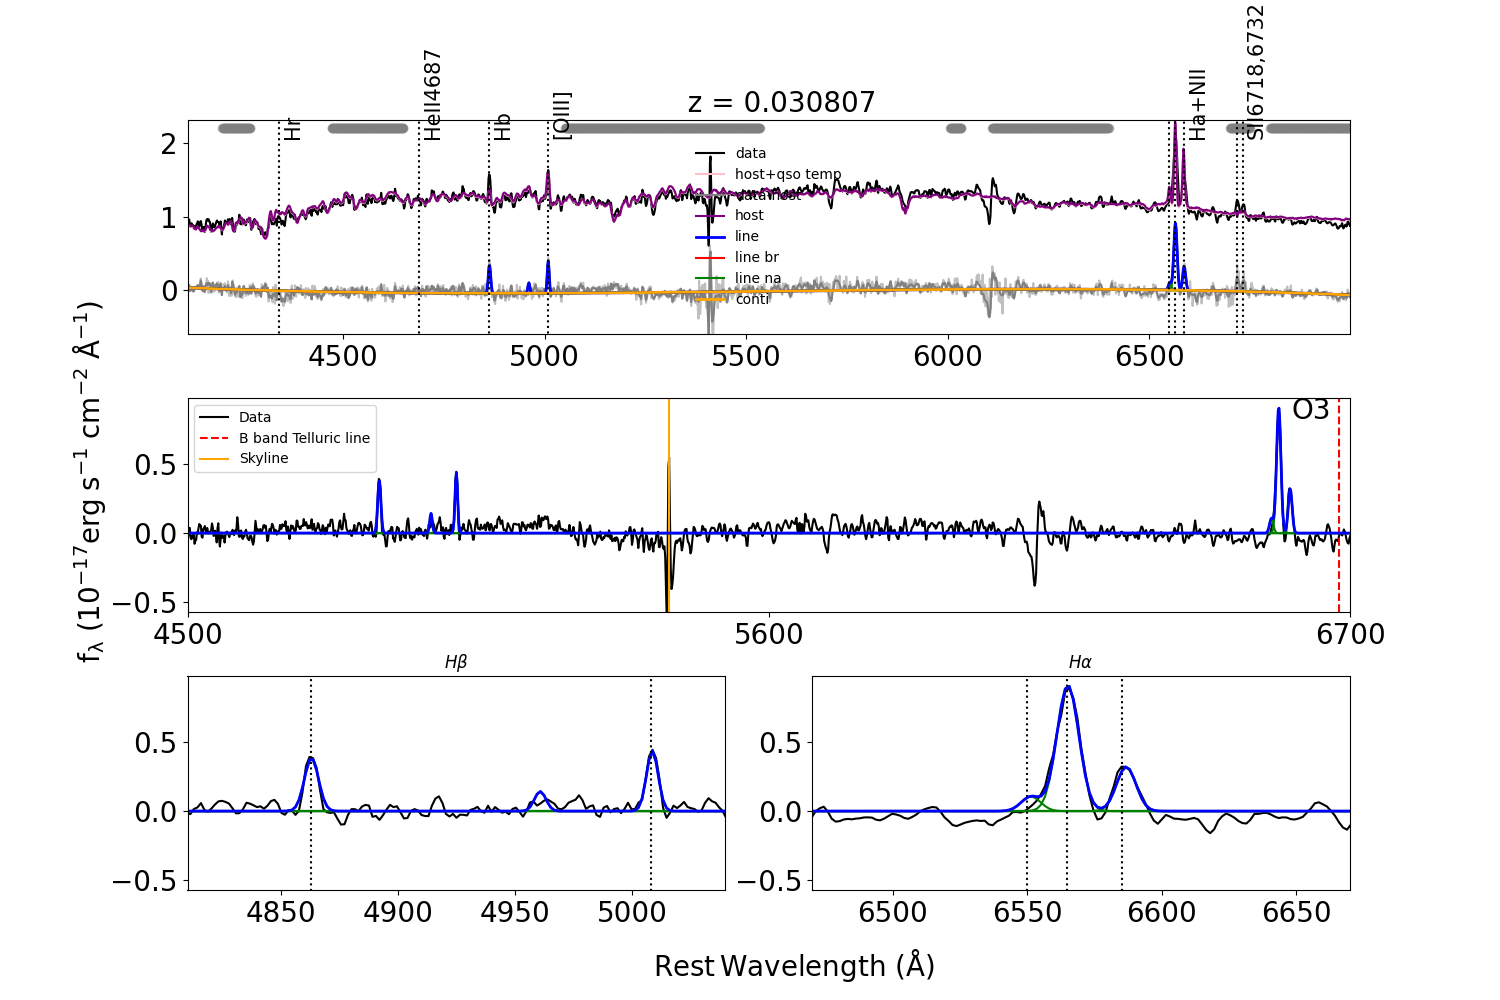 Hr
HeII4687
Hb
[OIII]
Ha+NII
SII6718,6732
z = 0.030807
data
host+qso temp
data-host
host
line
line br
line na
conti
2
1
0
4500 5000 5500 6000 6500
fλ (10−17erg s−1 cm−2 Å−1)
Data
B band Telluric line
Skyline
O3
0.5
0.0
−0.5
4500 5600 6700
Hβ
0.5
0.0
−0.5
4850 4900 4950 5000
Hα
0.5
0.0
−0.5
6500 6550 6600 6650
Rest Wavelength (Å)